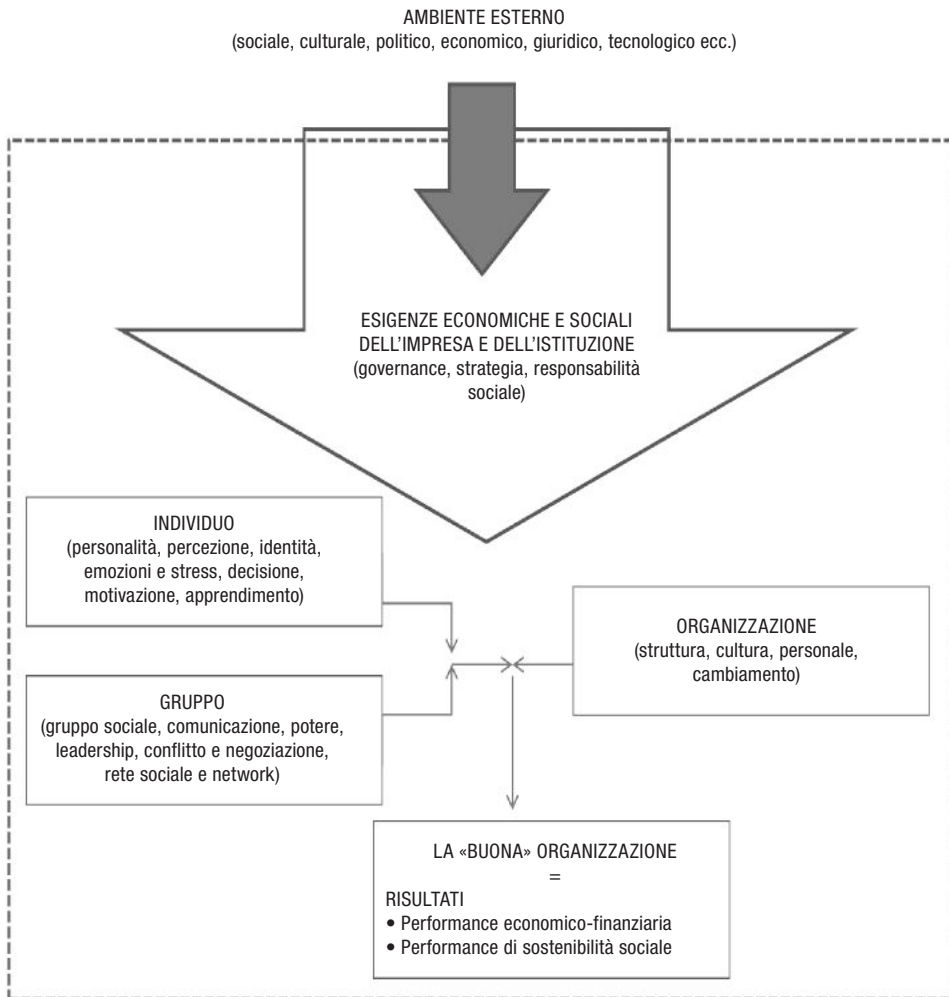 AMBIENTE ESTERNO
(sociale, culturale, politico, economico, giuridico, tecnologico ecc.)
ESIGENZE ECONOMICHE E SOCIALI
DELL'IMPRESA E DELL'ISTITUZIONE
(governance, strategia, responsabilità
sociale)
INDIVIDUO
(personalità, percezione, identità,
emozioni e stress, decisione,
motivazione, apprendimento)
ORGANIZZAZIONE
(struttura, cultura, personale,
cambiamento)
GRUPPO
(gruppo sociale, comunicazione, potere,
leadership, conflitto e negoziazione,
rete sociale e network)
LA «BUONA» ORGANIZZAZIONE
=
RISULTATI
• Performance economico-finanziaria
• Performance di sostenibilità sociale